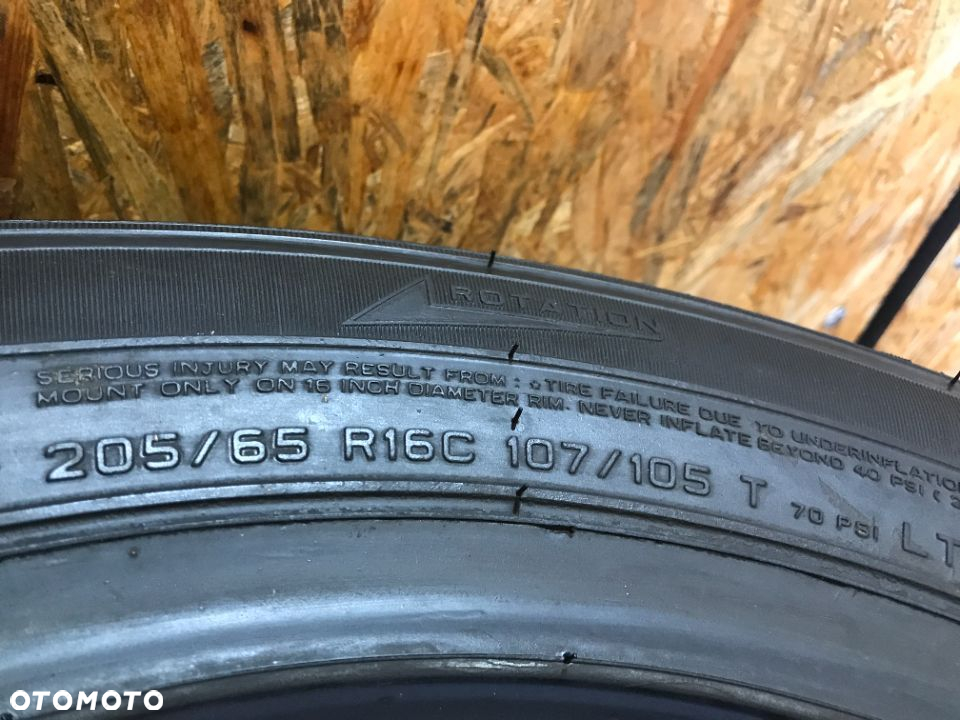 ROTATION
SERIOUS INJURY MAY RESULT FROM: ☆TIRE FAILURE DUE TO UNDERINFLATION
MOUNT ONLY ON 16 INCH DIAMETER RIM. NEVER INFLATE BEYOND 40 PSI (
205/65 R16C 107/105 T 70 PSI LT
OTOMOTO